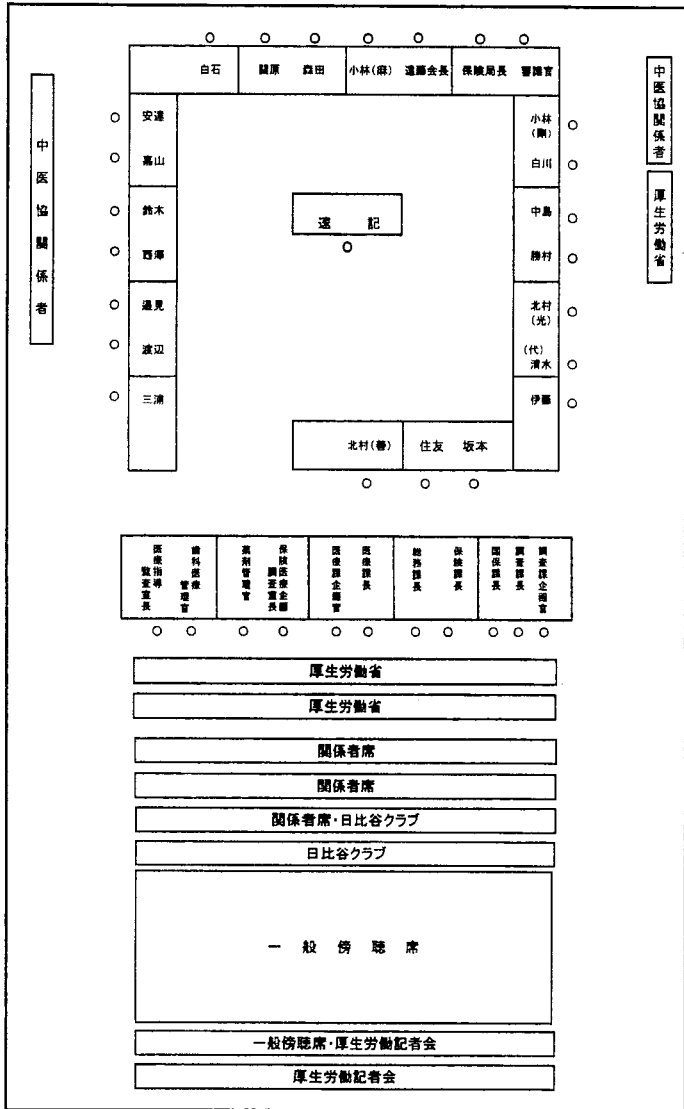 白石 関原 森田 小林(麻) 遠藤会長 保険局長 審議官
中医協関係者
中医協関係者
厚生労働省
安達
嘉山
鈴木
西澤
邉見
渡辺
三浦
速 記
小林
(剛)
白川
中島
勝村
北村
(光)
(代)
清水
伊藤
北村(善) 住友 坂本
医療指導
監査室長
歯科医療
管理官
薬剤管理官
保険医療企画
調査室長
医療課企画官
医療課長
総務課長
保険課長
国保課長
調査課長
調査課企画官
厚生労働省
厚生労働省
関係者席
関係者席
関係者席・日比谷クラブ
日比谷クラブ
一 般 傍 聴 席
一般傍聴席・厚生労働記者会
厚生労働記者会